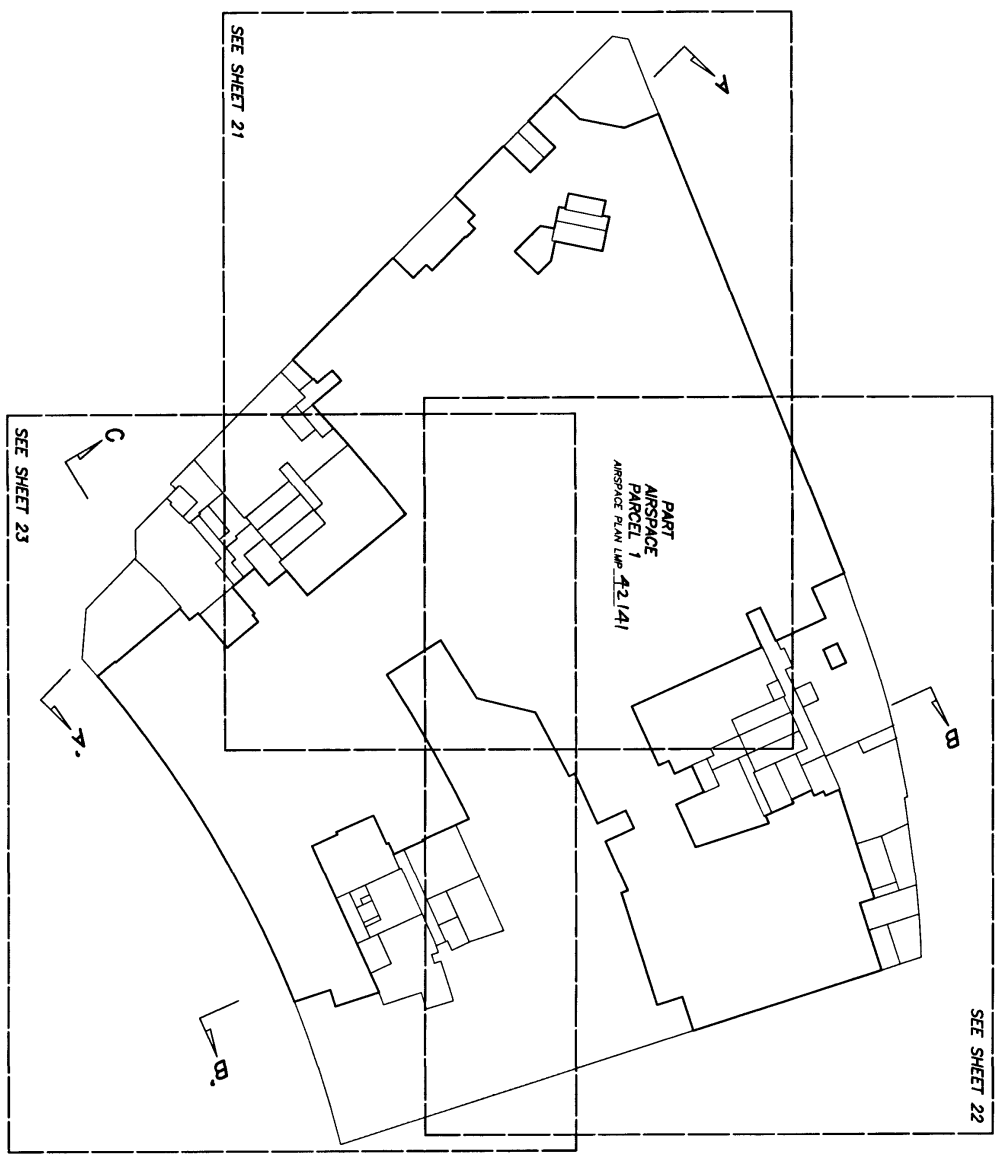 SEE SHEET 21
A
C
SEE SHEET 23
PART
AIRSPACE
PARCEL 1
AIRSPACE PLAN LMP 42141
B
A'
B'
SEE SHEET 22